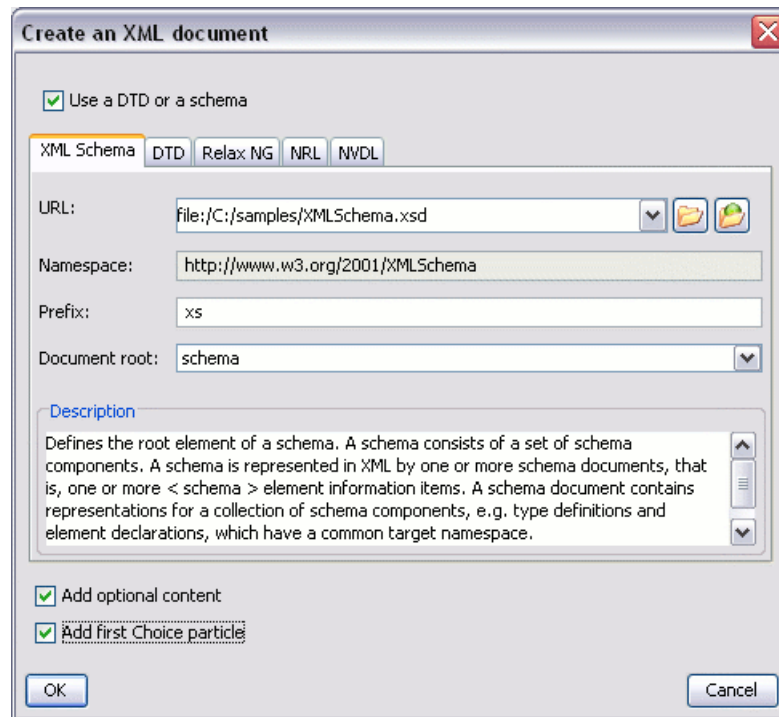 Create an XML document
Use a DTD or a schema
XML Schema DTD Relax NG NRL NVDL
URL: file:/C:/samples/XMLSchema.xsd
Namespace: http://www.w3.org/2001/XMLSchema
Prefix: xs
Document root: schema
Description
Defines the root element of a schema. A schema consists of a set of schema
components. A schema is represented in XML by one or more schema documents, that
is, one or more < schema > element information items. A schema document contains
representations for a collection of schema components, e.g. type definitions and
element declarations, which have a common target namespace.
Add optional content
Add first Choice particle
OK Cancel